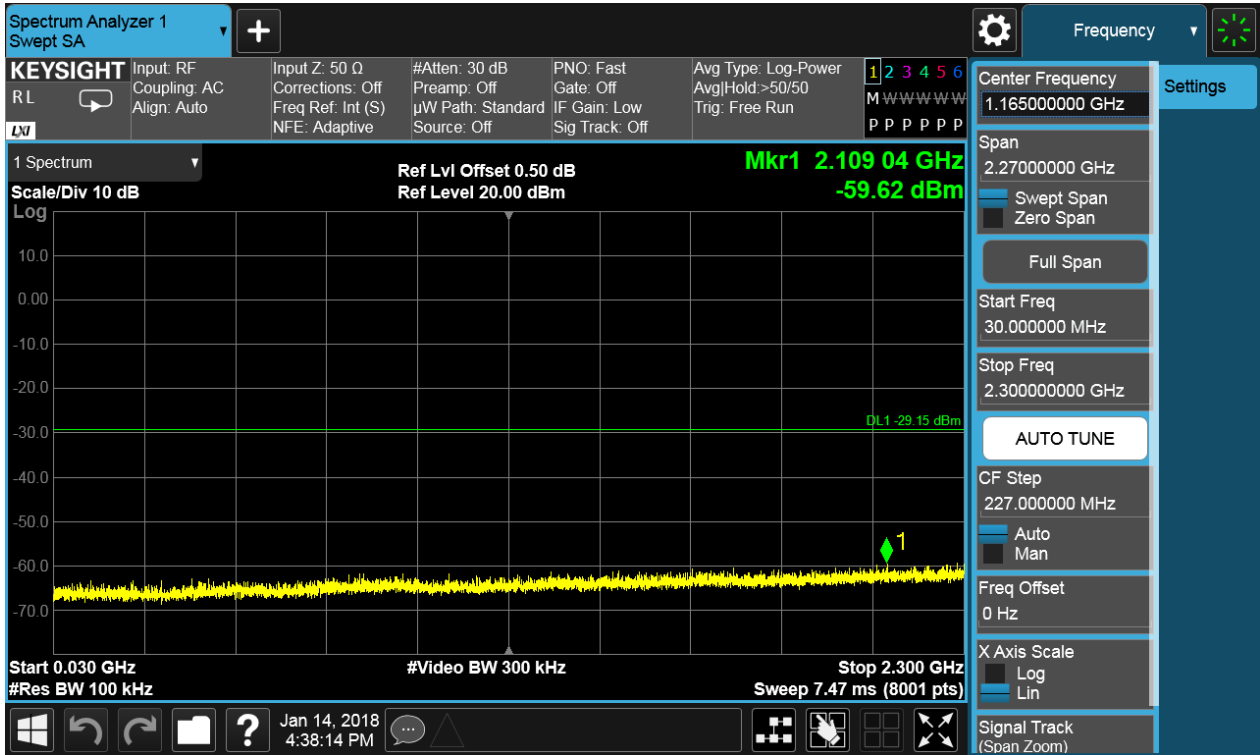 Spectrum Analyzer 1
Swept SA
Frequency
KEYSIGHT
R L
LXI
Input: RF
Coupling: AC
Align: Auto
Input Z: 50 Ω
Corrections: Off
Freq Ref: Int (S)
NFE: Adaptive
#Atten: 30 dB
Preamp: Off
µW Path: Standard
Source: Off
PNO: Fast
Gate: Off
IF Gain: Low
Sig Track: Off
Avg Type: Log-Power
Avg|Hold:>50/50
Trig: Free Run
1 2 3 4 5 6
M W W W W W
P P P P P P
1 Spectrum
Scale/Div 10 dB
Log
Ref Lvl Offset 0.50 dB
Ref Level 20.00 dBm
Mkr1 2.109 04 GHz
-59.62 dBm
10.0
0.00
-10.0
-20.0
-30.0
-40.0
-50.0
-60.0
-70.0
DL1 -29.15 dBm
1
Start 0.030 GHz
#Res BW 100 kHz
#Video BW 300 kHz
Stop 2.300 GHz
Sweep 7.47 ms (8001 pts)
Center Frequency
1.165000000 GHz
Span
2.27000000 GHz
Swept Span
Zero Span
Full Span
Start Freq
30.000000 MHz
Stop Freq
2.300000000 GHz
AUTO TUNE
CF Step
227.000000 MHz
Auto
Man
Freq Offset
0 Hz
X Axis Scale
Log
Lin
Signal Track
(Span Zoom)
Settings
?
Jan 14, 2018
4:38:14 PM